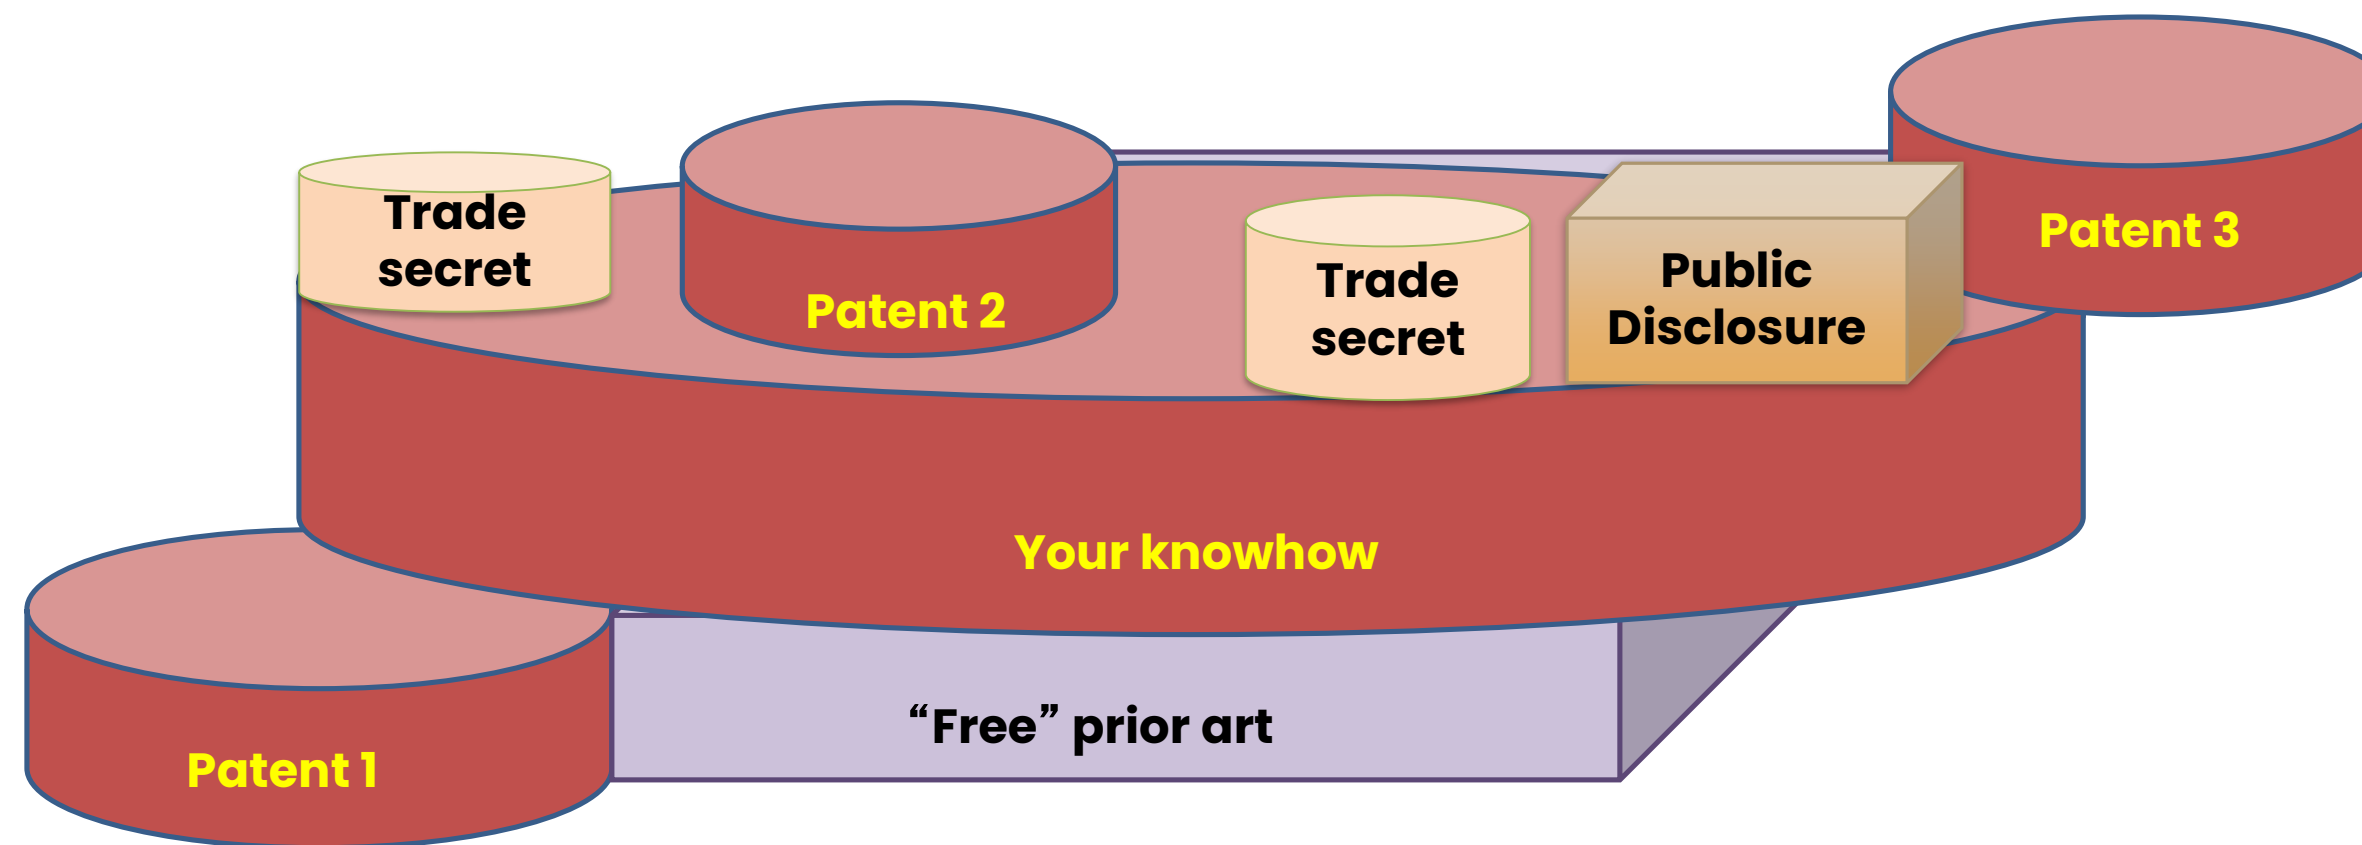 Trade
secret
Patent 2
Trade
secret
Public
Disclosure
Patent 3
Your knowhow
“Free” prior art
Patent 1